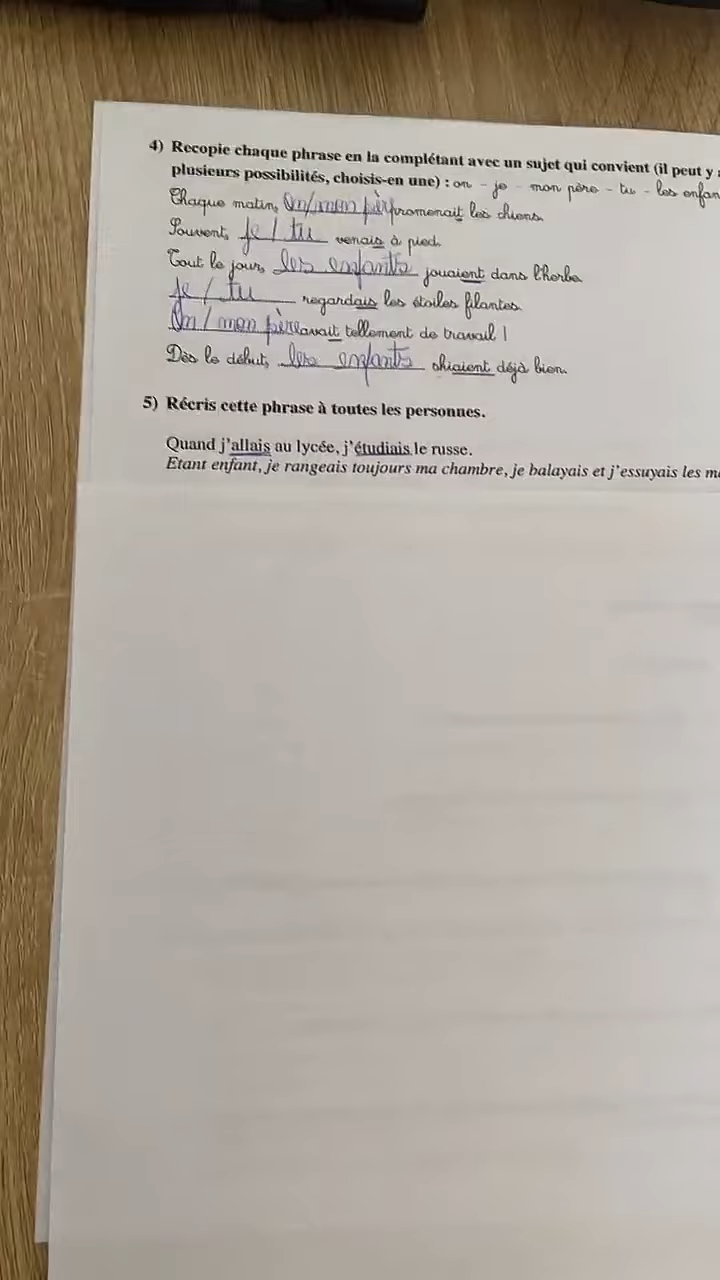 4) Recopie chaque phrase en la complétant avec un sujet qui convient (il peut y
plusieurs possibilités, choisis-en une) : on - je - mon père - tu - les enfan
Chaque matin, On/mon père promenait les chiens.
Souvent, je / tu venais à pied.
Tout le jour, les enfants jouaient dans l'herbe.
je / tu regardais les étoiles filantes.
On / mon père avait tellement de travail !
Dès le début, les enfants skiaient déjà bien.
5) Récris cette phrase à toutes les personnes.
Quand j'allais au lycée, j'étudiais le russe.
Etant enfant, je rangeais toujours ma chambre, je balayais et j'essuyais les